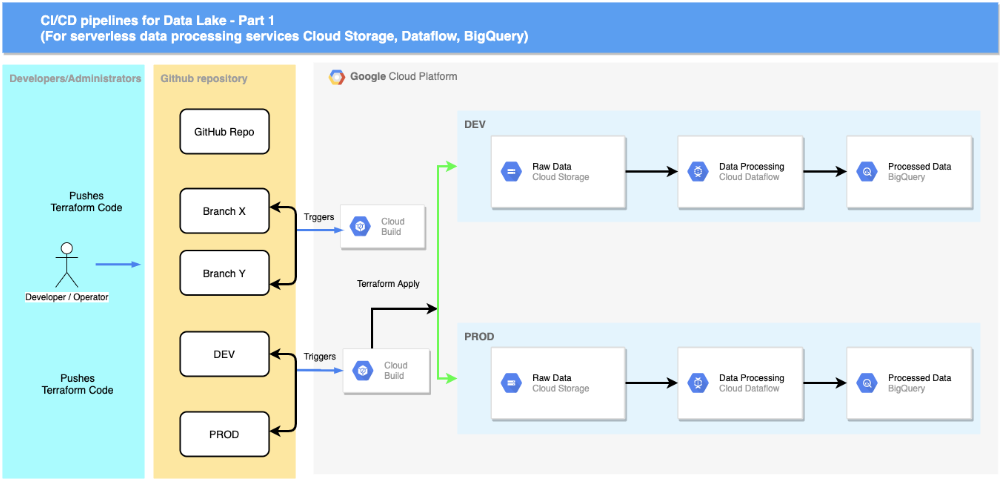 CI/CD pipelines for Data Lake - Part 1
(For serverless data processing services Cloud Storage, Dataflow, BigQuery)
Developers/Administrators
Github repository
Google Cloud Platform
Pushes
Terraform Code
Developer / Operator
Pushes
Terraform Code
GitHub Repo
Branch X
Branch Y
DEV
PROD
Trggers
Cloud
Build
Triggers
Cloud
Build
Terraform Apply
DEV
Raw Data
Cloud Storage
Data Processing
Cloud Dataflow
Processed Data
BigQuery
PROD
Raw Data
Cloud Storage
Data Processing
Cloud Dataflow
Processed Data
BigQuery